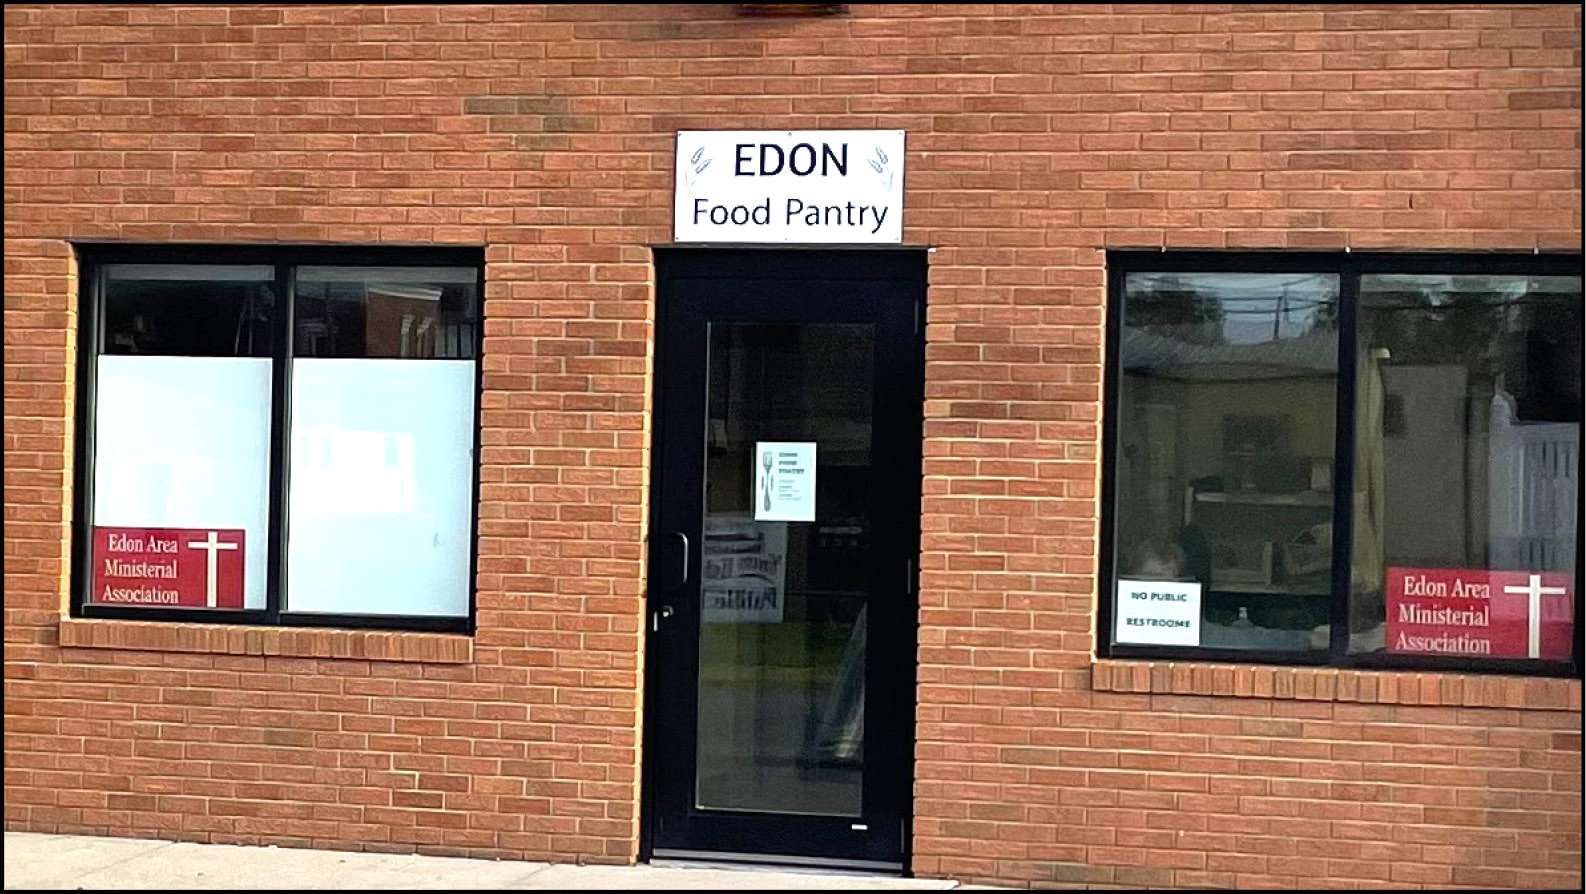 EDON
Food Pantry
Edon Area
Ministerial
Association
NO PUBLIC
RESTROOMS
Edon Area
Ministerial
Association